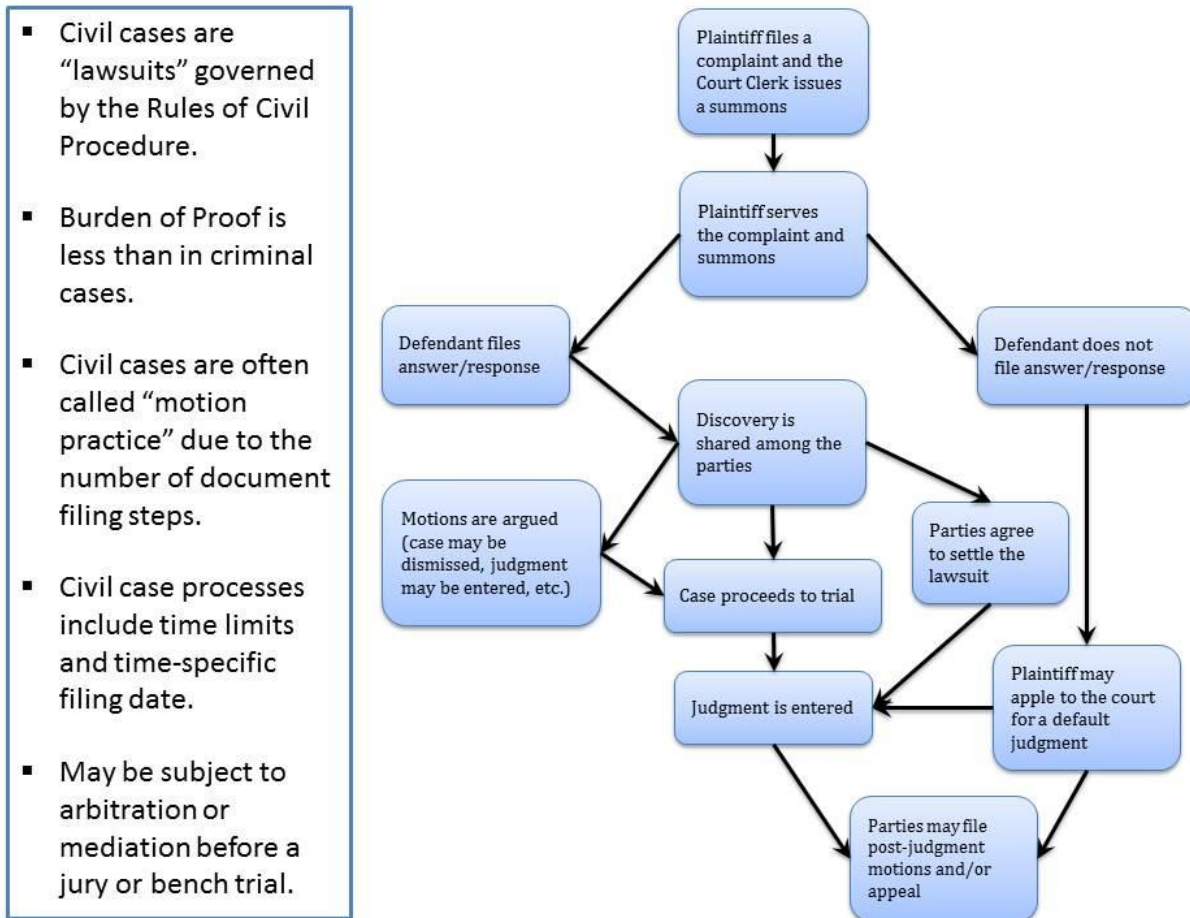 ▪ Civil cases are
“lawsuits” governed
by the Rules of Civil
Procedure.
▪ Burden of Proof is
less than in criminal
cases.
▪ Civil cases are often
called “motion
practice” due to the
number of document
filing steps.
▪ Civil case processes
include time limits
and time-specific
filing date.
▪ May be subject to
arbitration or
mediation before a
jury or bench trial.
Plaintiff files a
complaint and the
Court Clerk issues
a summons
Plaintiff serves
the complaint and
summons
Defendant files
answer/response
Defendant does not
file answer/response
Discovery is
shared among the
parties
Motions are argued
(case may be
dismissed, judgment
may be entered, etc.)
Parties agree
to settle the
lawsuit
Case proceeds to trial
Judgment is entered
Plaintiff may
apple to the court
for a default
judgment
Parties may file
post-judgment
motions and/or
appeal